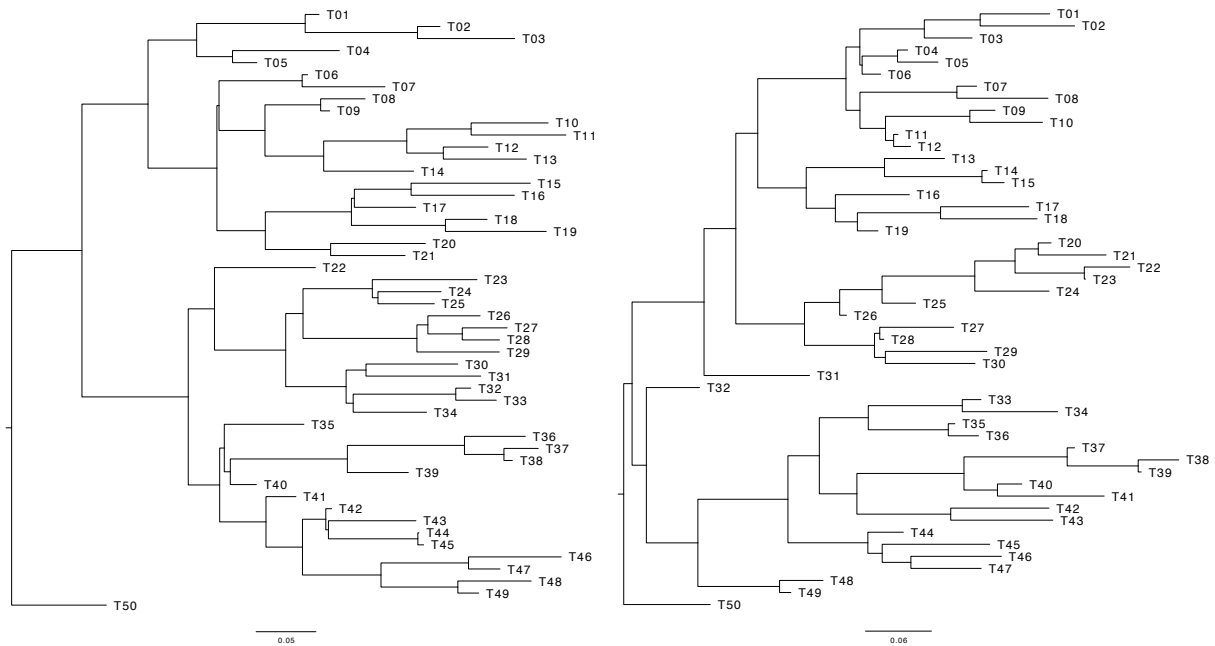 T01
T02
T03
T04
T05
T06
T07
T08
T09
T10
T11
T12
T13
T14
T15
T16
T17
T18
T19
T20
T21
T22
T23
T24
T25
T26
T27
T28
T29
T30
T31
T32
T33
T34
T35
T36
T37
T38
T39
T40
T41
T42
T43
T44
T45
T46
T47
T48
T49
T50
0.05
T01
T02
T03
T04
T05
T06
T07
T08
T09
T10
T11
T12
T13
T14
T15
T16
T17
T18
T19
T20
T21
T22
T23
T24
T25
T26
T27
T28
T29
T30
T31
T32
T33
T34
T35
T36
T37
T38
T39
T40
T41
T42
T43
T44
T45
T46
T47
T48
T49
T50
0.06